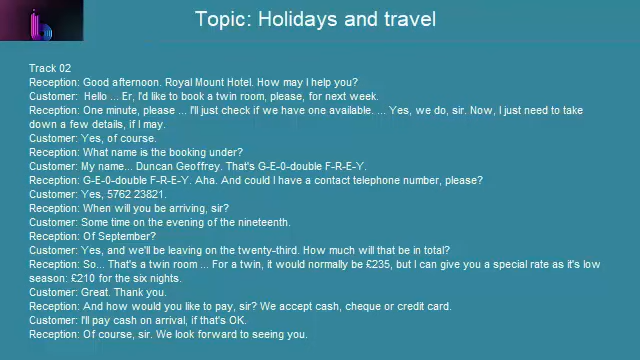 Topic: Holidays and travel
Track 02
Reception: Good afternoon. Royal Mount Hotel. How may I help you?
Customer:  Hello ... Er, I'd like to book a twin room, please, for next week.
Reception: One minute, please ... I'll just check if we have one available. ... Yes, we do, sir. Now, I just need to take
down a few details, if I may.
Customer: Yes, of course.
Reception: What name is the booking under?
Customer: My name... Duncan Geoffrey. That's G-E-0-double F-R-E-Y.
Reception: G-E-0-double F-R-E-Y. Aha. And could I have a contact telephone number, please?
Customer: Yes, 5762 23821.
Reception: When will you be arriving, sir?
Customer: Some time on the evening of the nineteenth.
Reception: Of September?
Customer: Yes, and we'll be leaving on the twenty-third. How much will that be in total?
Reception: So... That's a twin room ... For a twin, it would normally be £235, but I can give you a special rate as it's low
season: £210 for the six nights.
Customer: Great. Thank you.
Reception: And how would you like to pay, sir? We accept cash, cheque or credit card.
Customer: I'll pay cash on arrival, if that's OK.
Reception: Of course, sir. We look forward to seeing you.